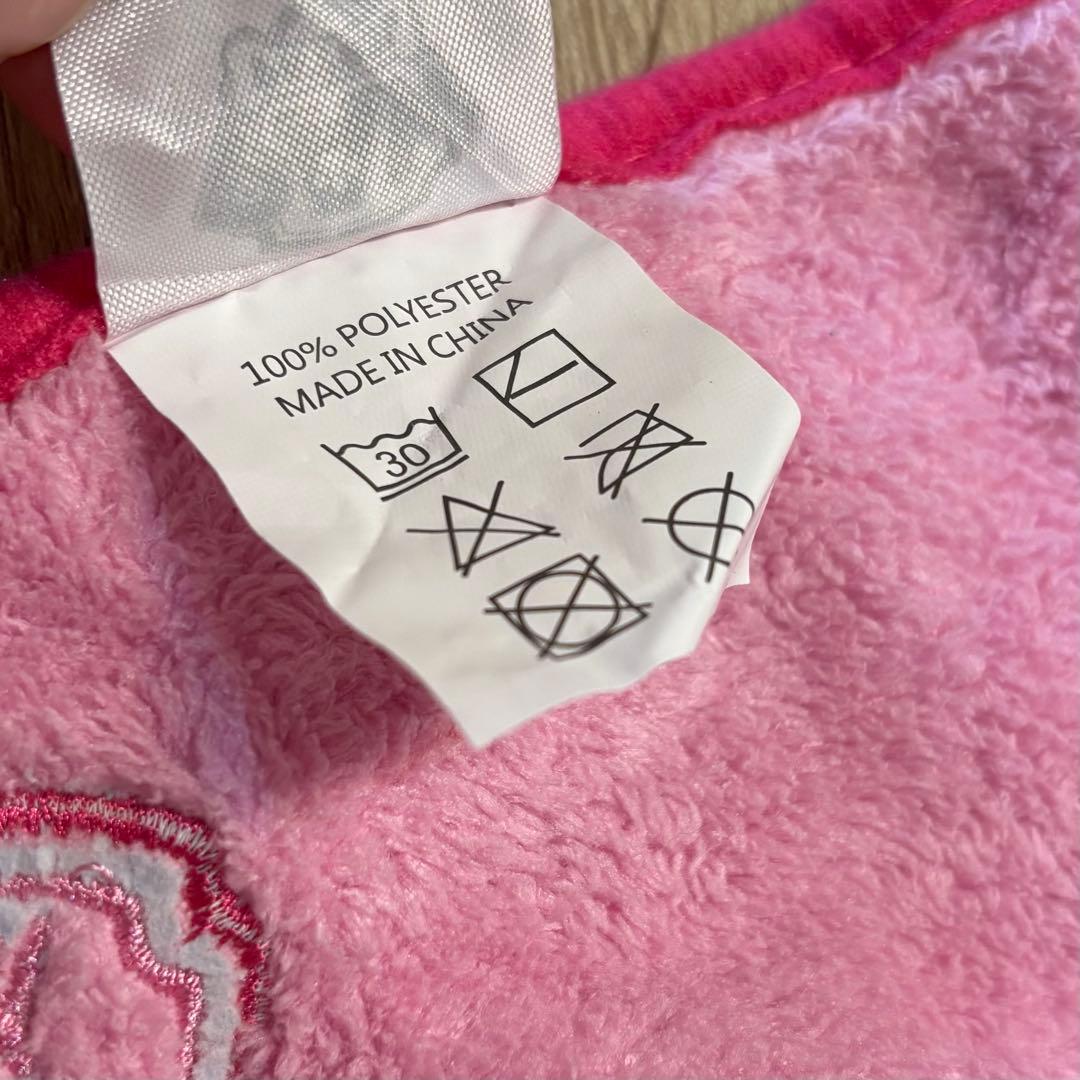 100% POLYESTER
MADE IN CHINA
30